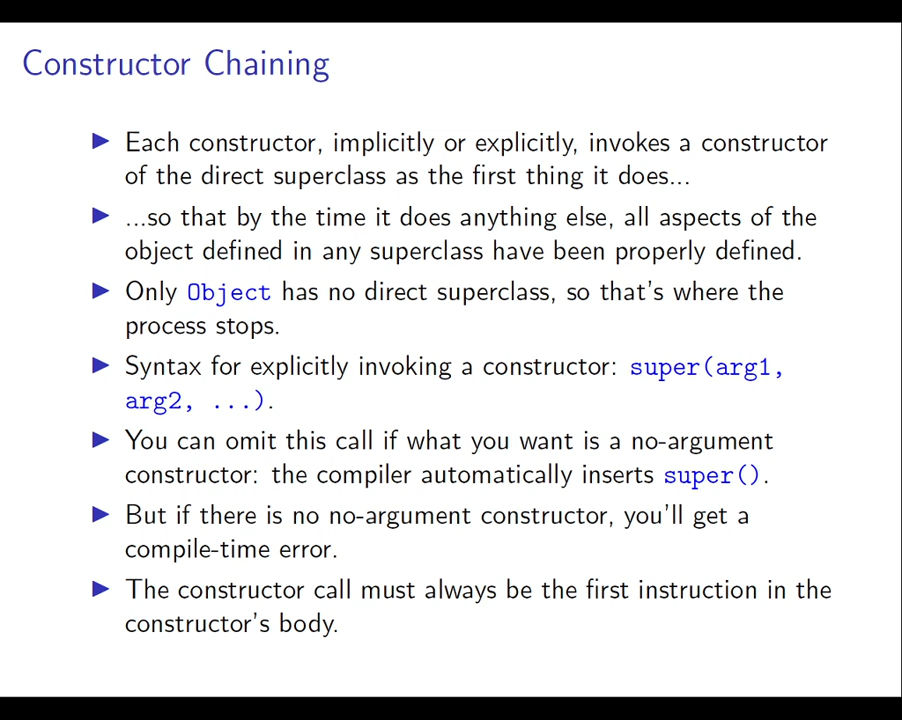 Constructor Chaining
Each constructor, implicitly or explicitly, invokes a constructor
of the direct superclass as the first thing it does...
...so that by the time it does anything else, all aspects of the
object defined in any superclass have been properly defined.
Only Object has no direct superclass, so that's where the
process stops.
Syntax for explicitly invoking a constructor: super(arg1,
arg2, ...).
You can omit this call if what you want is a no-argument
constructor: the compiler automatically inserts super().
But if there is no no-argument constructor, you'll get a
compile-time error.
The constructor call must always be the first instruction in the
constructor's body.